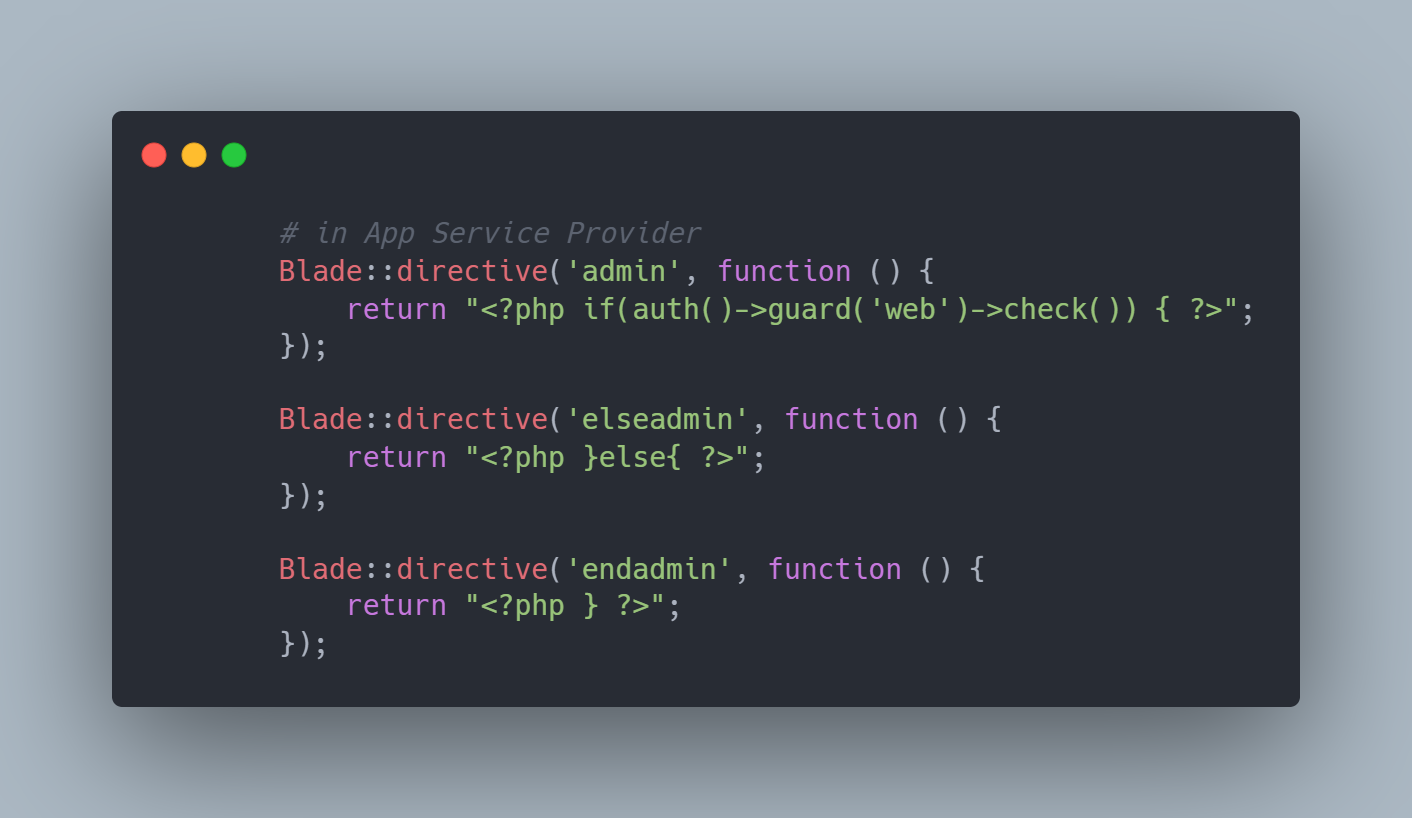 # in App Service Provider
Blade::directive('admin', function () {
    return "<?php if(auth()->guard('web')->check()) { ?>";
});

Blade::directive('elseadmin', function () {
    return "<?php }else{ ?>";
});

Blade::directive('endadmin', function () {
    return "<?php } ?>";
});